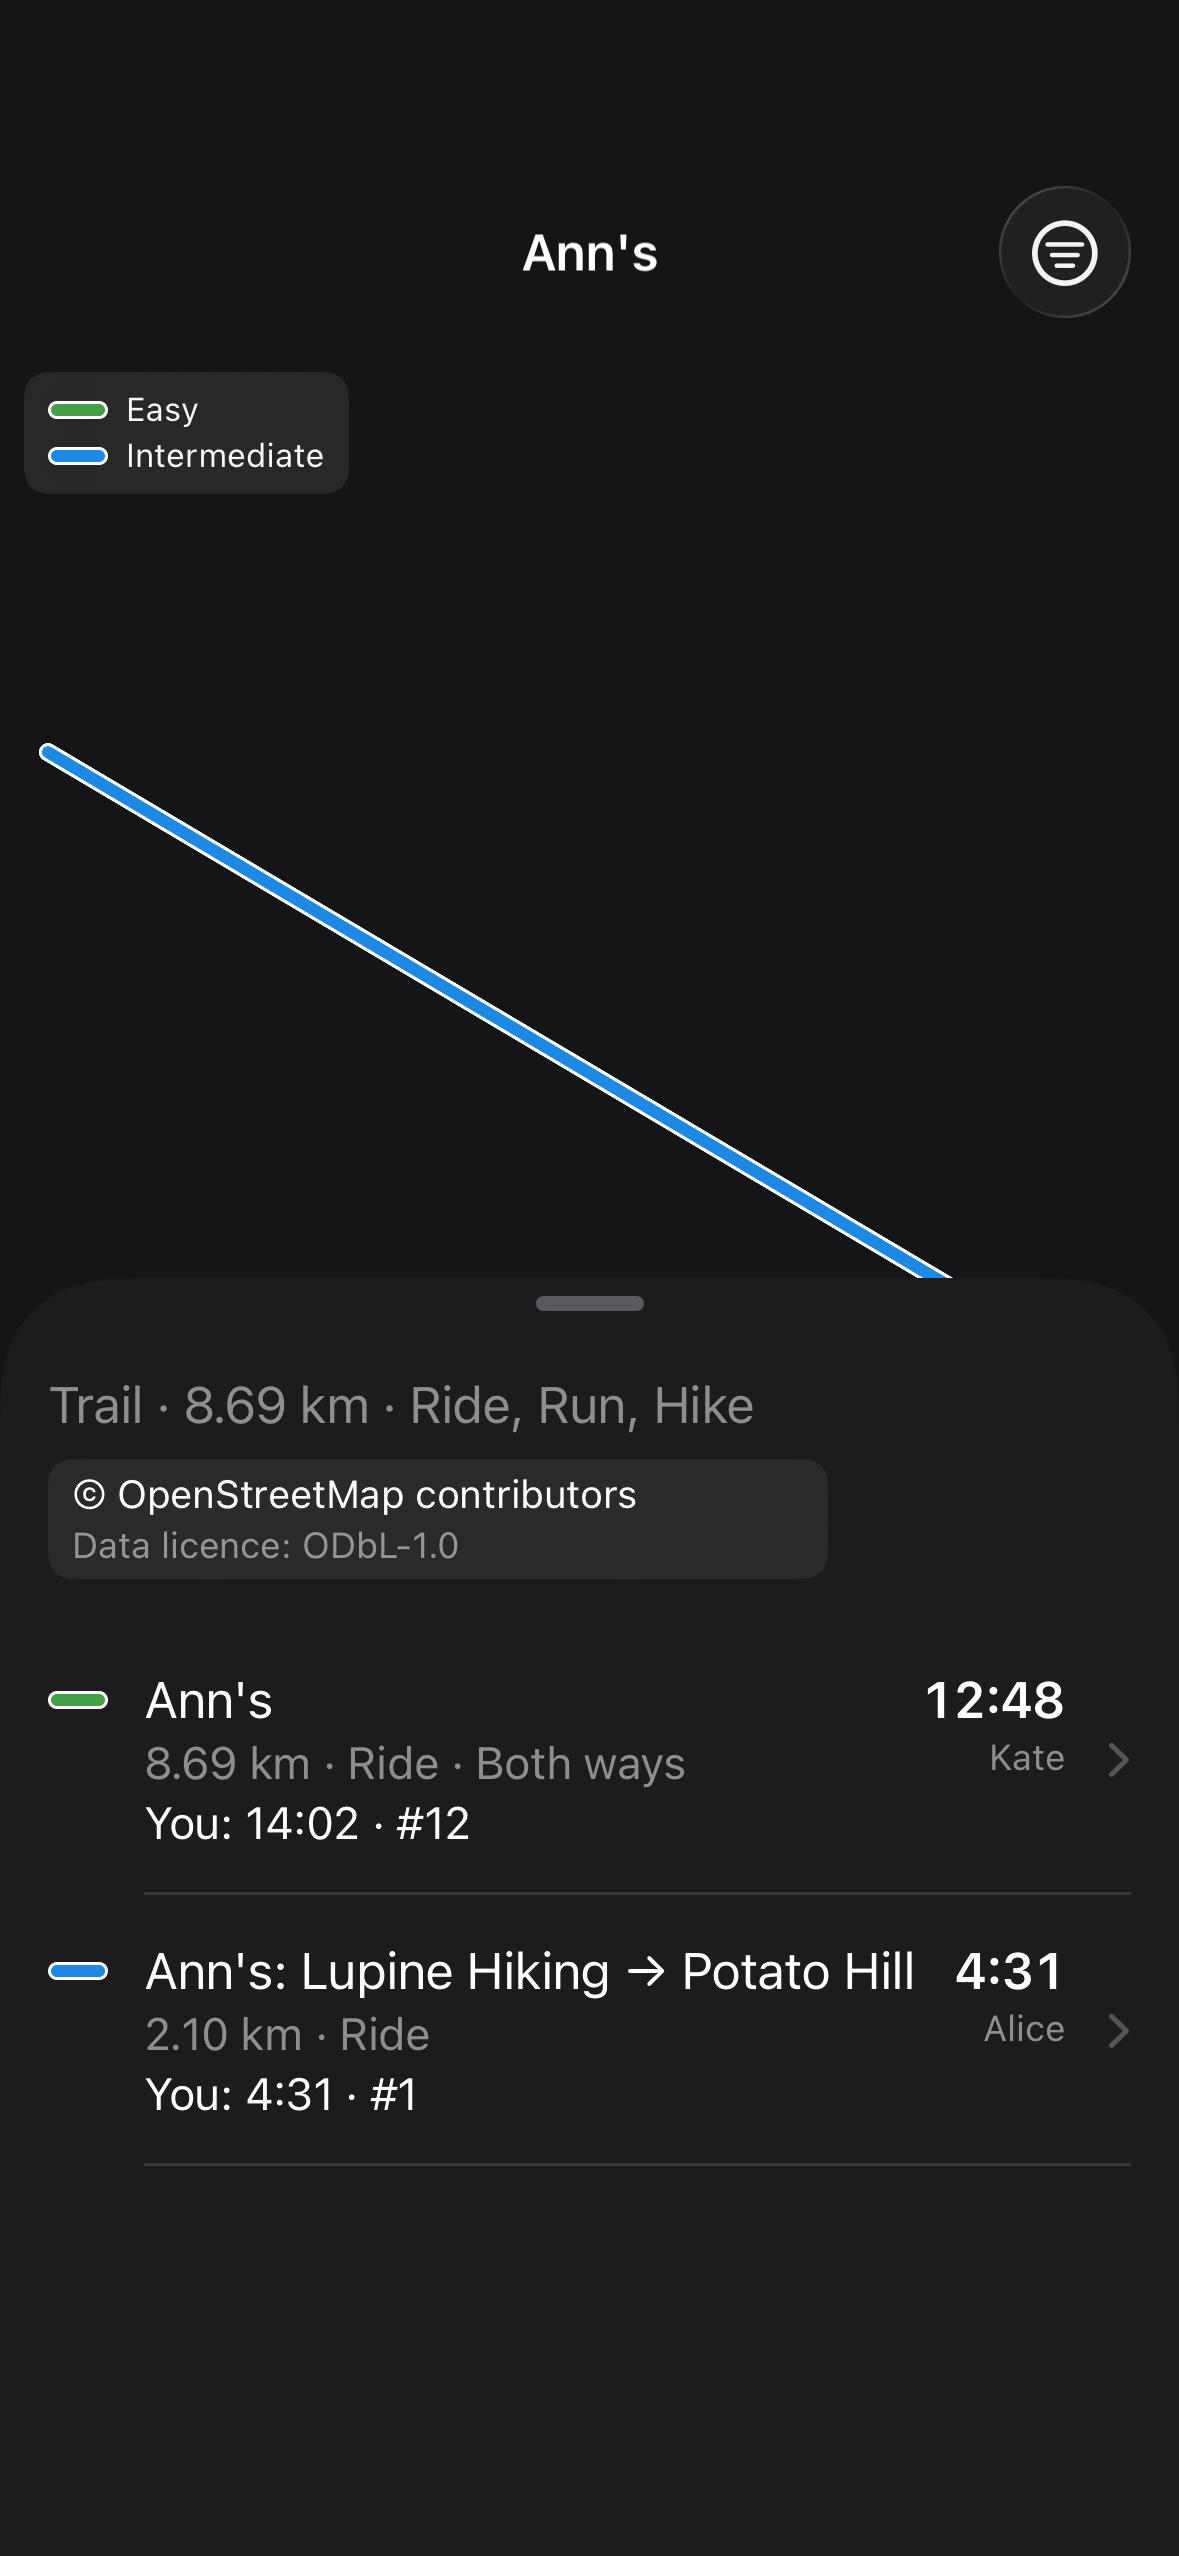 Ann's
Easy
Intermediate
Trail · 8.69 km · Ride, Run, Hike
© OpenStreetMap contributors
Data licence: ODbL-1.0
Ann's 12:48
8.69 km · Ride · Both ways Kate
You: 14:02 · #12
Ann's: Lupine Hiking → Potato Hill 4:31
2.10 km · Ride Alice
You: 4:31 · #1